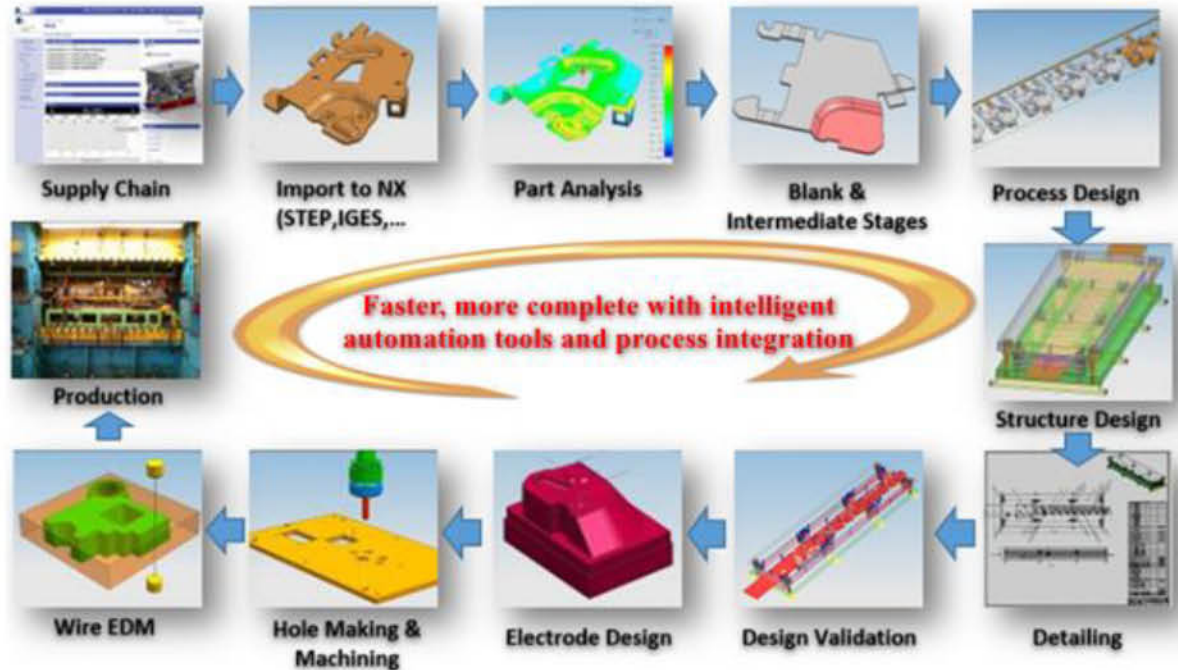 Supply Chain
Import to NX
(STEP,IGES,...
Part Analysis
Blank &
Intermediate Stages
Process Design
Faster, more complete with intelligent
automation tools and process integration
Production
Structure Design
Wire EDM
Hole Making &
Machining
Electrode Design
Design Validation
Detailing